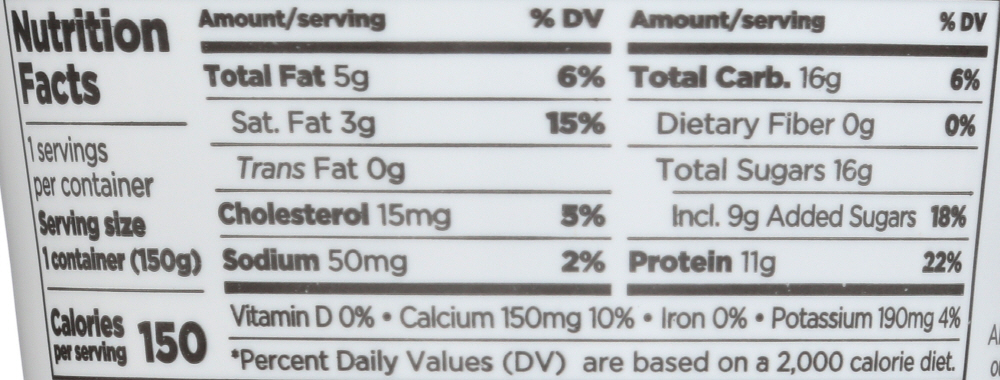 Nutrition
Facts
1 servings
per container
Serving size
1 container (150g)
Calories
per serving 150
Amount/serving % DV
Total Fat 5g 6%
Sat. Fat 3g 15%
Trans Fat 0g
Cholesterol 15mg 5%
Sodium 50mg 2%
Amount/serving % DV
Total Carb. 16g 6%
Dietary Fiber 0g 0%
Total Sugars 16g
Incl. 9g Added Sugars 18%
Protein 11g 22%
Vitamin D 0% • Calcium 150mg 10% • Iron 0% • Potassium 190mg 4%
*Percent Daily Values (DV) are based on a 2,000 calorie diet.